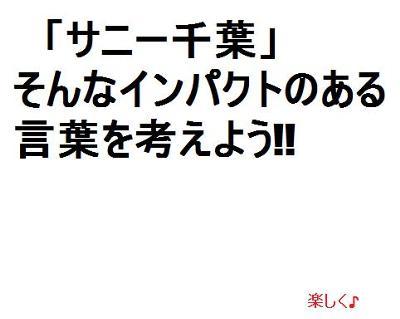 「サニー千葉」
そんなインパクトのある
言葉を考えよう!!
楽しく♪